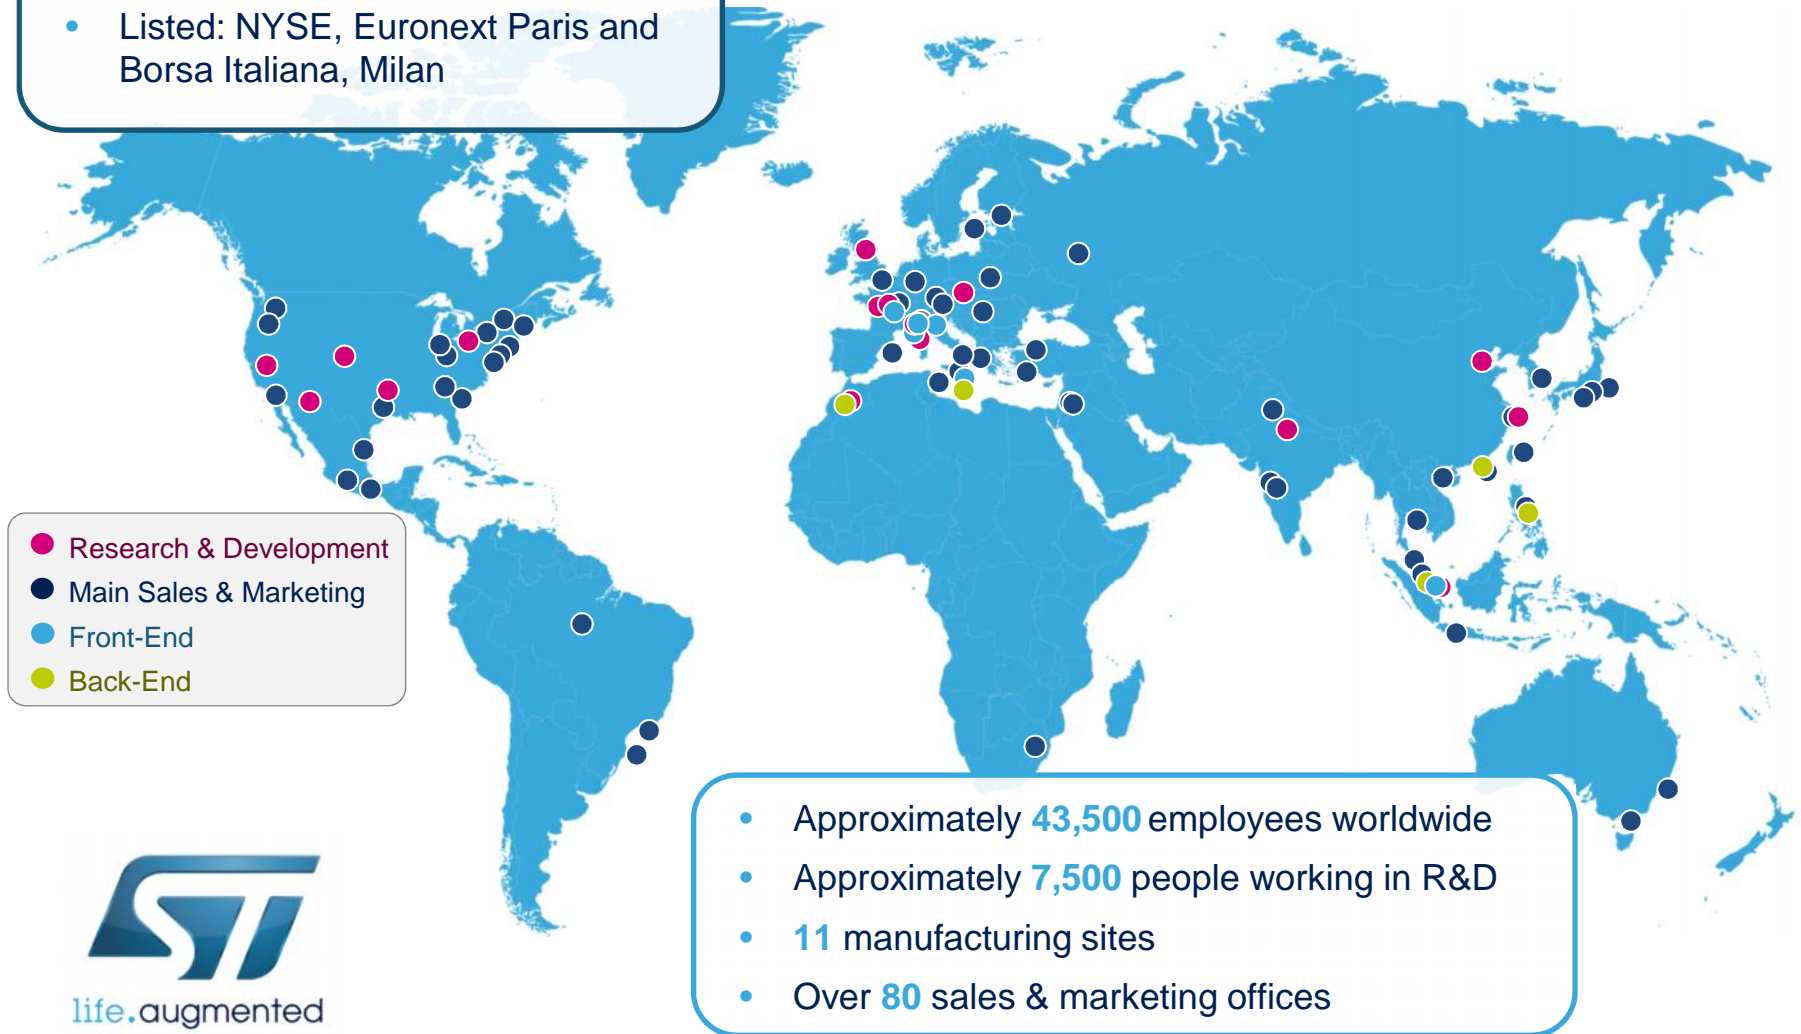 • Listed: NYSE, Euronext Paris and
Borsa Italiana, Milan
Research & Development
Main Sales & Marketing
Front-End
Back-End
• Approximately 43,500 employees worldwide
• Approximately 7,500 people working in R&D
• 11 manufacturing sites
• Over 80 sales & marketing offices
ST
life.augmented